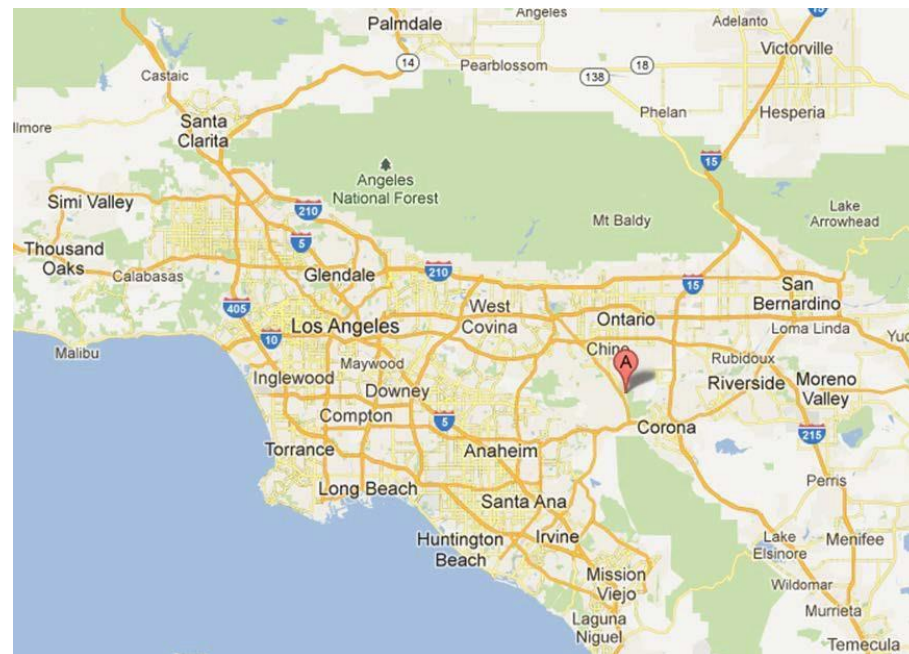 Palmdale
Angeles
Adelanto
15
Victorville
Castaic
14
Pearblossom
138
18
Phelan
Hesperia
llmore
Santa
Clarita
15
Angeles
National Forest
Simi Valley
210
Mt Baldy
Lake
Arrowhead
Thousand
Oaks
5
Calabasas
Glendale
210
15
San
Bernardino
405
West
Covina
Los Angeles
Ontario
10
Loma Linda
Yuc
Malibu
Maywood
Chino
A
Rubidoux
Inglewood
Downey
Riverside
Moreno
Valley
Compton
5
Corona
215
Torrance
Anaheim
Long Beach
Perris
Santa Ana
Huntington
Beach
Irvine
Lake
Elsinore
Menifee
Mission
Viejo
Wildomar
Laguna
Niguel
Murrieta
Temecula